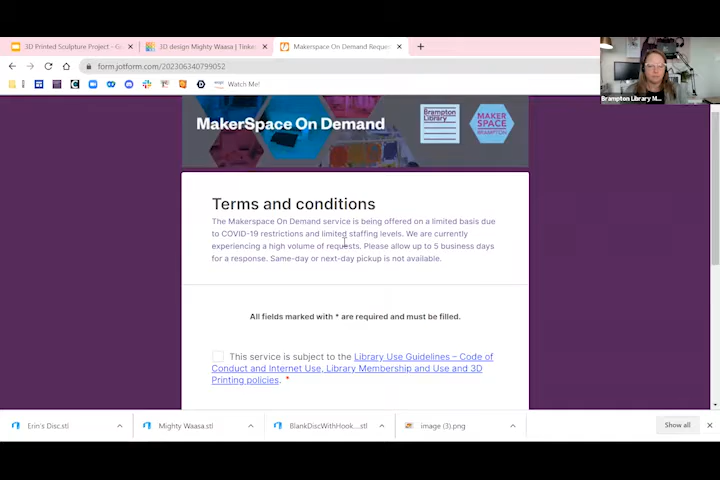 3D Printed Sculpture Project - G
3D design Mighty Waasa | Tinker
Makerspace On Demand Reques
form.jotform.com/202306340799052
Watch Me!
Brampton Library M...
MakerSpace On Demand
Brampton
Library
MAKER
SPACE
BRAMPTON
Terms and conditions
The Makerspace On Demand service is being offered on a limited basis due
to COVID-19 restrictions and limited staffing levels. We are currently
experiencing a high volume of requests. Please allow up to 5 business days
for a response. Same-day or next-day pickup is not available.
All fields marked with * are required and must be filled.
This service is subject to the Library Use Guidelines – Code of
Conduct and Internet Use, Library Membership and Use and 3D
Printing policies. *
Erin's Disc.stl
Mighty Waasa.stl
BlankDiscWithHook....stl
image (3).png
Show all